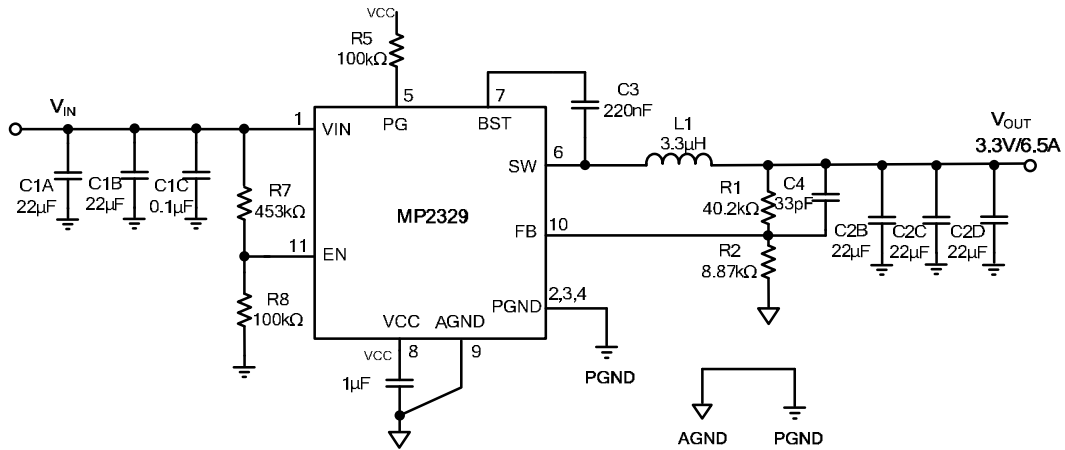 VCC
R5
100kΩ
5
7
C3
220nF
VIN
1
VIN
PG
BST
L1
3.3µH
VOUT
3.3V/6.5A
6
SW
C1A
22µF
C1B
22µF
C1C
0.1µF
R7
453kΩ
MP2329
R1
40.2kΩ
C4
33pF
FB
10
C2B
22µF
C2C
22µF
C2D
22µF
11
EN
R2
8.87kΩ
R8
100kΩ
PGND
2,3,4
VCC
AGND
VCC
8
9
1µF
PGND
AGND
PGND